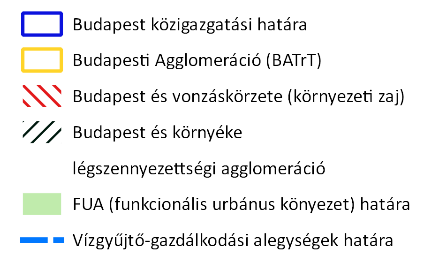 Budapest közigazgatási határa
Budapesti Agglomeráció (BATrT)
Budapest és vonzáskörzete (környezeti zaj)
Budapest és környéke
légszennyezettségi agglomeráció
FUA (funkcionális urbánus könyezet) határa
Vízgyűjtő-gazdálkodási alegységek határa